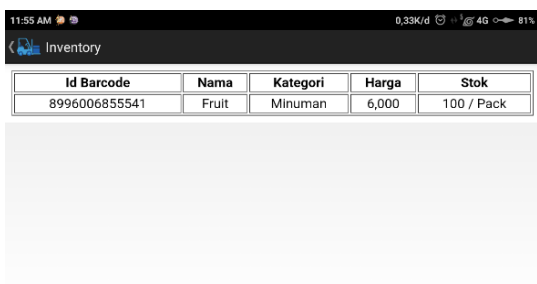 11:55 AM 0,33K/d 4G 81%
Inventory
Id Barcode Nama Kategori Harga Stok
8996006855541 Fruit Minuman 6,000 100 / Pack